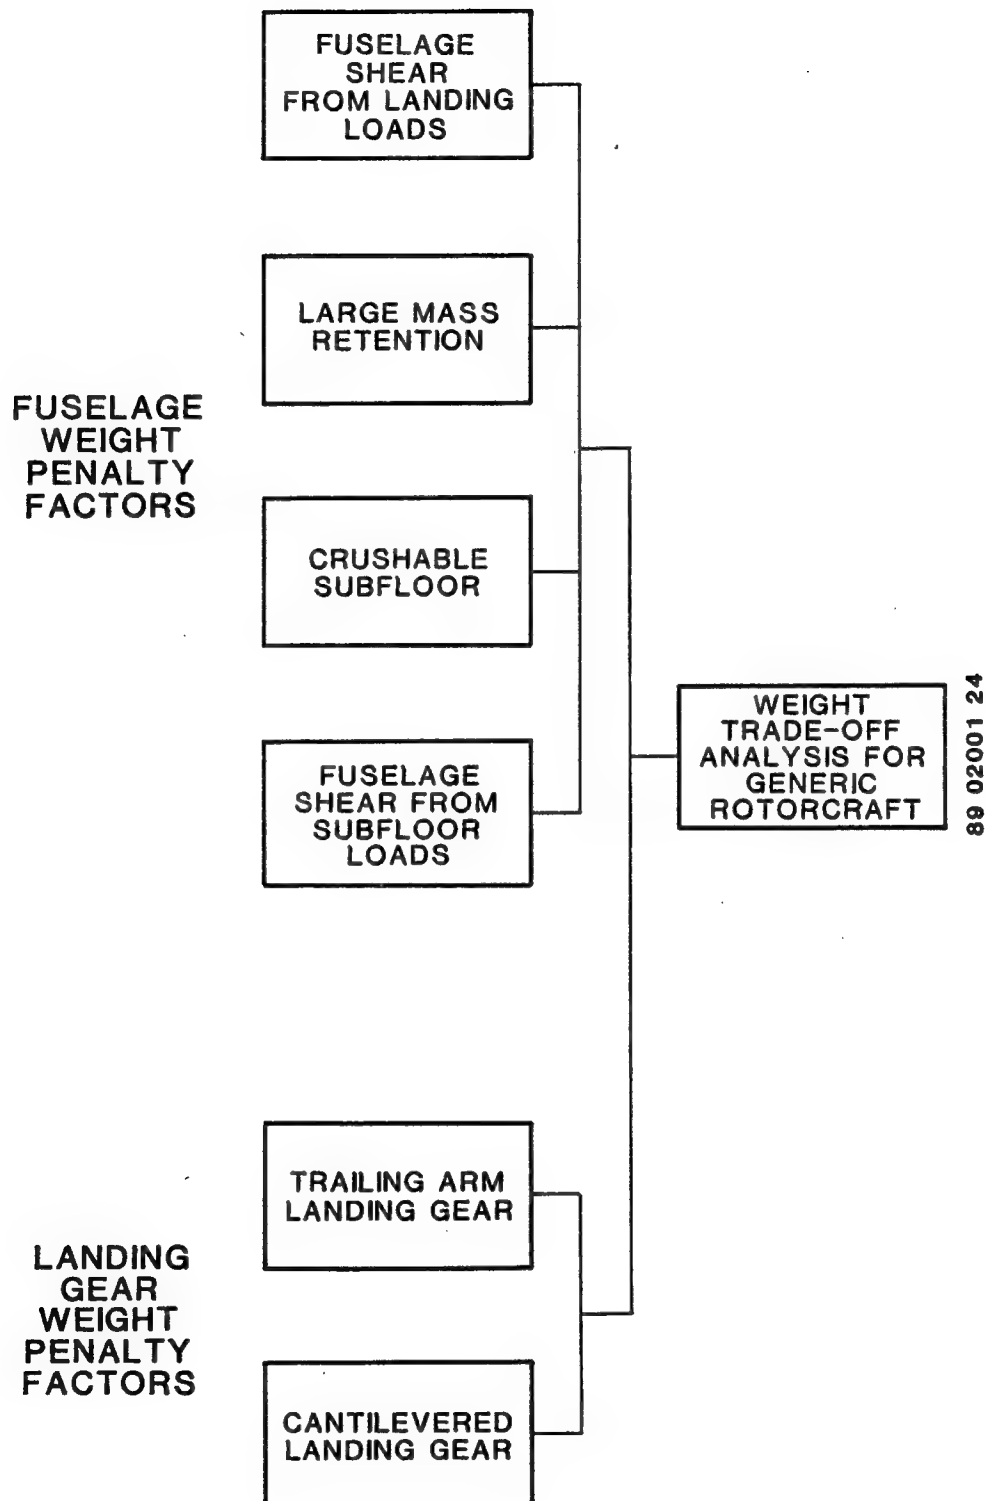 FUSELAGE
SHEAR
FROM LANDING
LOADS
LARGE MASS
RETENTION
FUSELAGE
WEIGHT
PENALTY
FACTORS
CRUSHABLE
SUBFLOOR
FUSELAGE
SHEAR FROM
SUBFLOOR
LOADS
WEIGHT
TRADE-OFF
ANALYSIS FOR
GENERIC
ROTORCRAFT
89 02001 24
TRAILING ARM
LANDING GEAR
LANDING
GEAR
WEIGHT
PENALTY
FACTORS
CANTILEVERED
LANDING GEAR